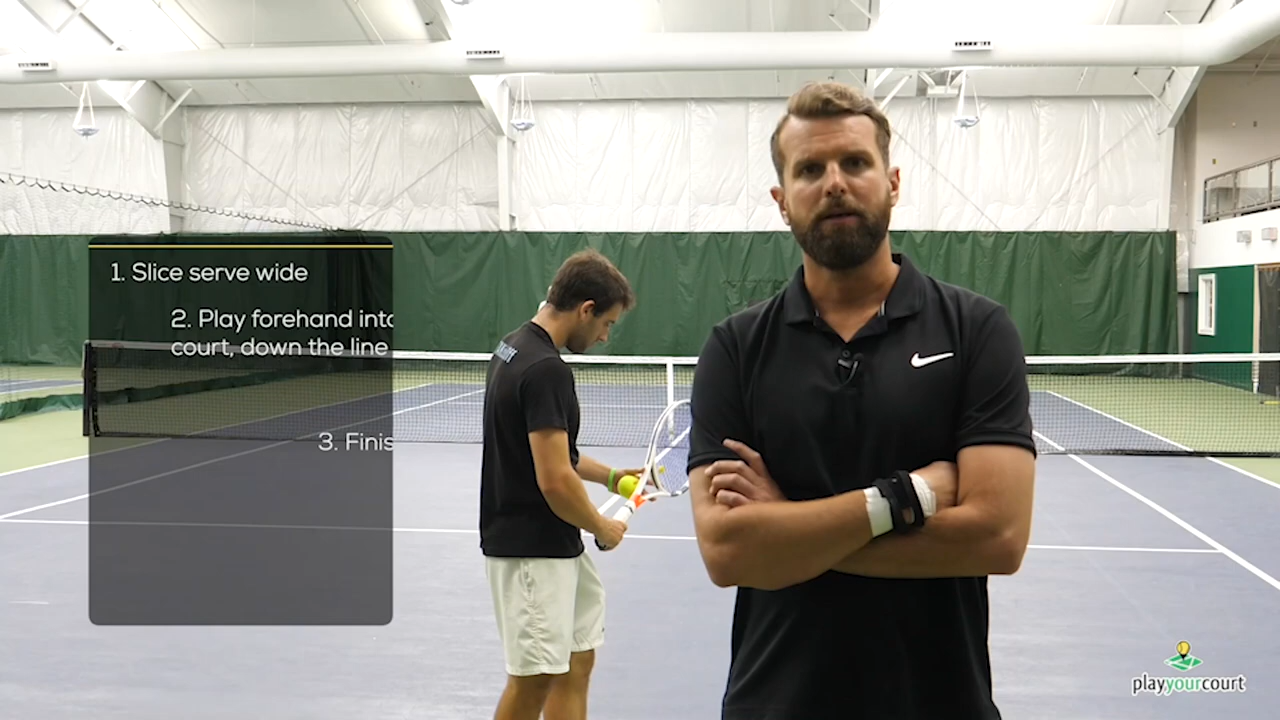 1. Slice serve wide
2. Play forehand into
court, down the line
3. Finis
playyourcourt